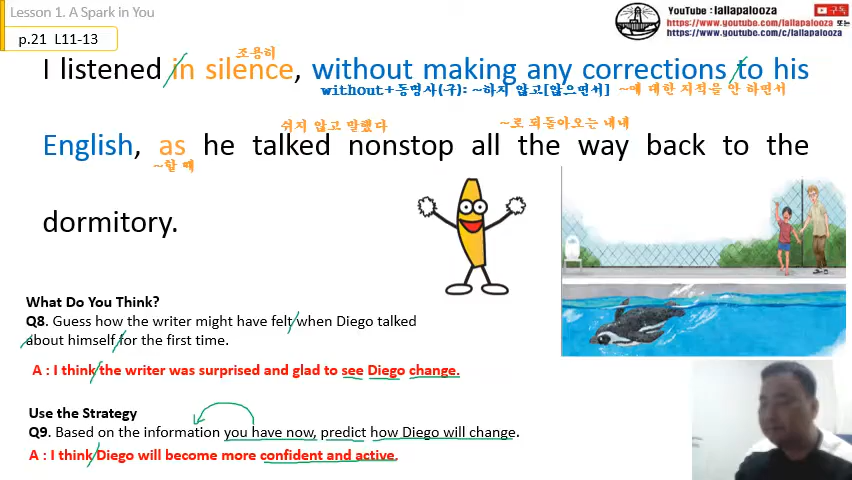 Lesson 1. A Spark in You
p.21 L11-13
YouTube : lallapalooza
구독
https://www.youtube.com/lallapalooza 또는
https://www.youtube.com/c/lallapalooza
조용히
I listened in silence, without making any corrections to his
without+동명사(구): ~하지 않고[않으면서] ~에 대한 지적을 안 하면서
쉬지 않고 말했다 ~로 되돌아오는 내내
English, as he talked nonstop all the way back to the
~할 때
dormitory.
What Do You Think?
Q8. Guess how the writer might have felt when Diego talked
about himself for the first time.
A : I think the writer was surprised and glad to see Diego change.
Use the Strategy
Q9. Based on the information you have now, predict how Diego will change.
A : I think Diego will become more confident and active.